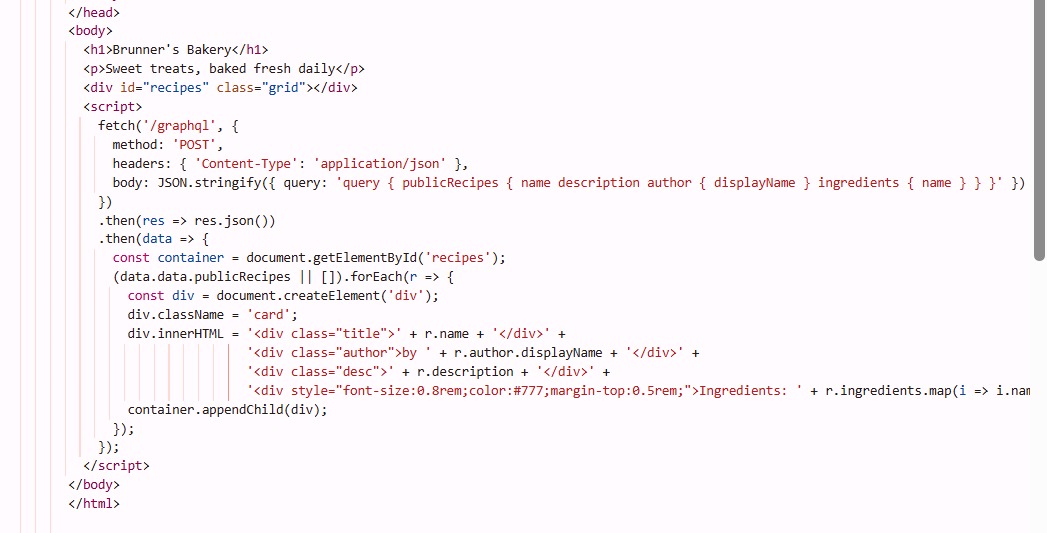 </head>
<body>
<h1>Brunner's Bakery</h1>
<p>Sweet treats, baked fresh daily</p>
<div id="recipes" class="grid"></div>
<script>
fetch('/graphql', {
method: 'POST',
headers: { 'Content-Type': 'application/json' },
body: JSON.stringify({ query: 'query { publicRecipes { name description author { displayName } ingredients { name } } }' })
})
.then(res => res.json())
.then(data => {
const container = document.getElementById('recipes');
(data.data.publicRecipes || []).forEach(r => {
const div = document.createElement('div');
div.className = 'card';
div.innerHTML = '<div class="title">' + r.name + '</div>' +
'<div class="author">by ' + r.author.displayName + '</div>' +
'<div class="desc">' + r.description + '</div>' +
'<div style="font-size:0.8rem;color:#777;margin-top:0.5rem;">Ingredients: ' + r.ingredients.map(i => i.nam
container.appendChild(div);
});
});
</script>
</body>
</html>